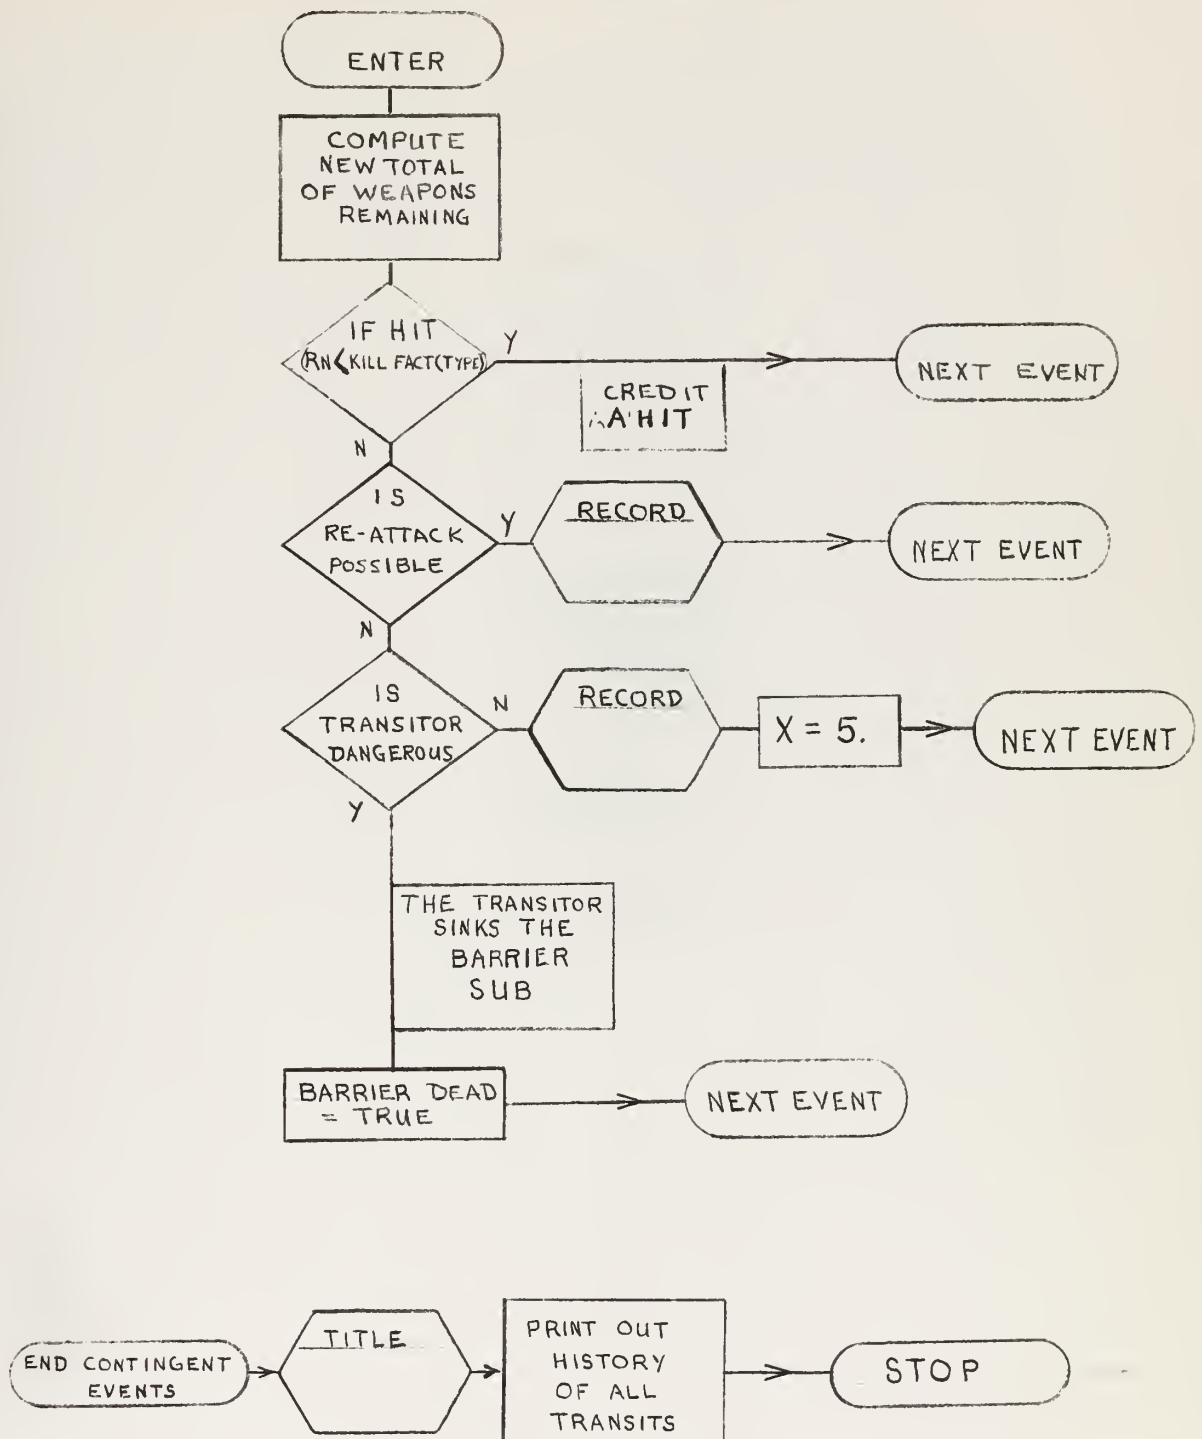 ENTER
COMPUTE
NEW TOTAL
OF WEAPONS
REMAINING
IF HIT
(RN<KILL FACT(TYPE))
Y
CREDIT
A HIT
NEXT EVENT
N
IS
RE-ATTACK
POSSIBLE
Y
RECORD
NEXT EVENT
N
IS
TRANSITOR
DANGEROUS
N
RECORD
X = 5.
NEXT EVENT
Y
THE TRANSITOR
SINKS THE
BARRIER
SUB
BARRIER DEAD
= TRUE
NEXT EVENT
END CONTINGENT
EVENTS
TITLE
PRINT OUT
HISTORY
OF ALL
TRANSITS
STOP